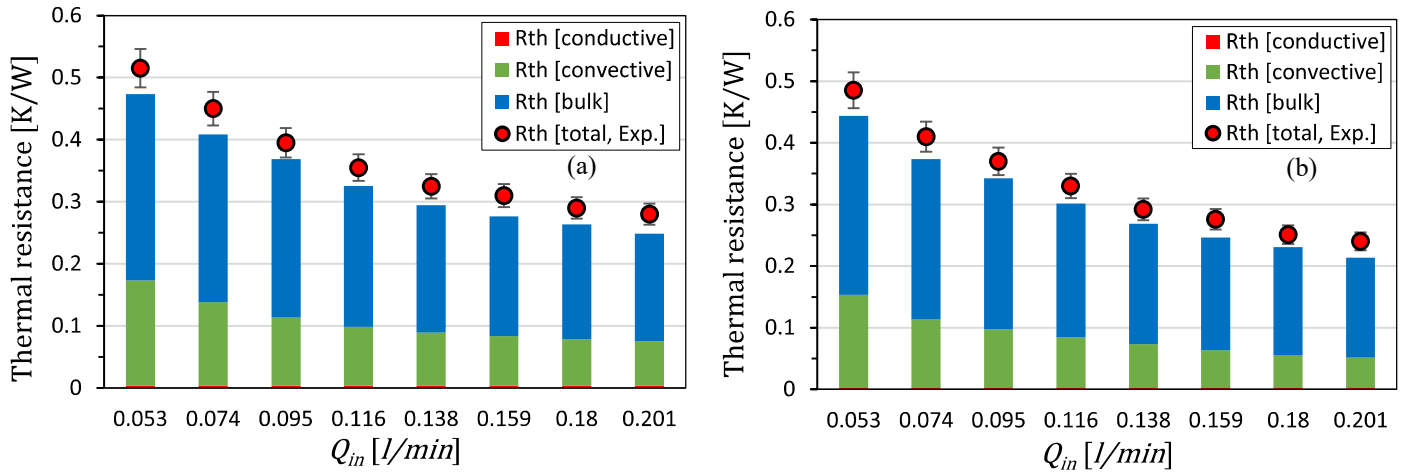 Thermal resistance [K/W]
0.6
0.5
0.4
0.3
0.2
0.1
0
Rth [conductive]
Rth [convective]
Rth [bulk]
Rth [total, Exp.]
(a)
0.053 0.074 0.095 0.116 0.138 0.159 0.18 0.201
Q_in [l/min]
Thermal resistance [K/W]
0.6
0.5
0.4
0.3
0.2
0.1
0
Rth [conductive]
Rth [convective]
Rth [bulk]
Rth [total, Exp.]
(b)
0.053 0.074 0.095 0.116 0.138 0.159 0.18 0.201
Q_in [l/min]